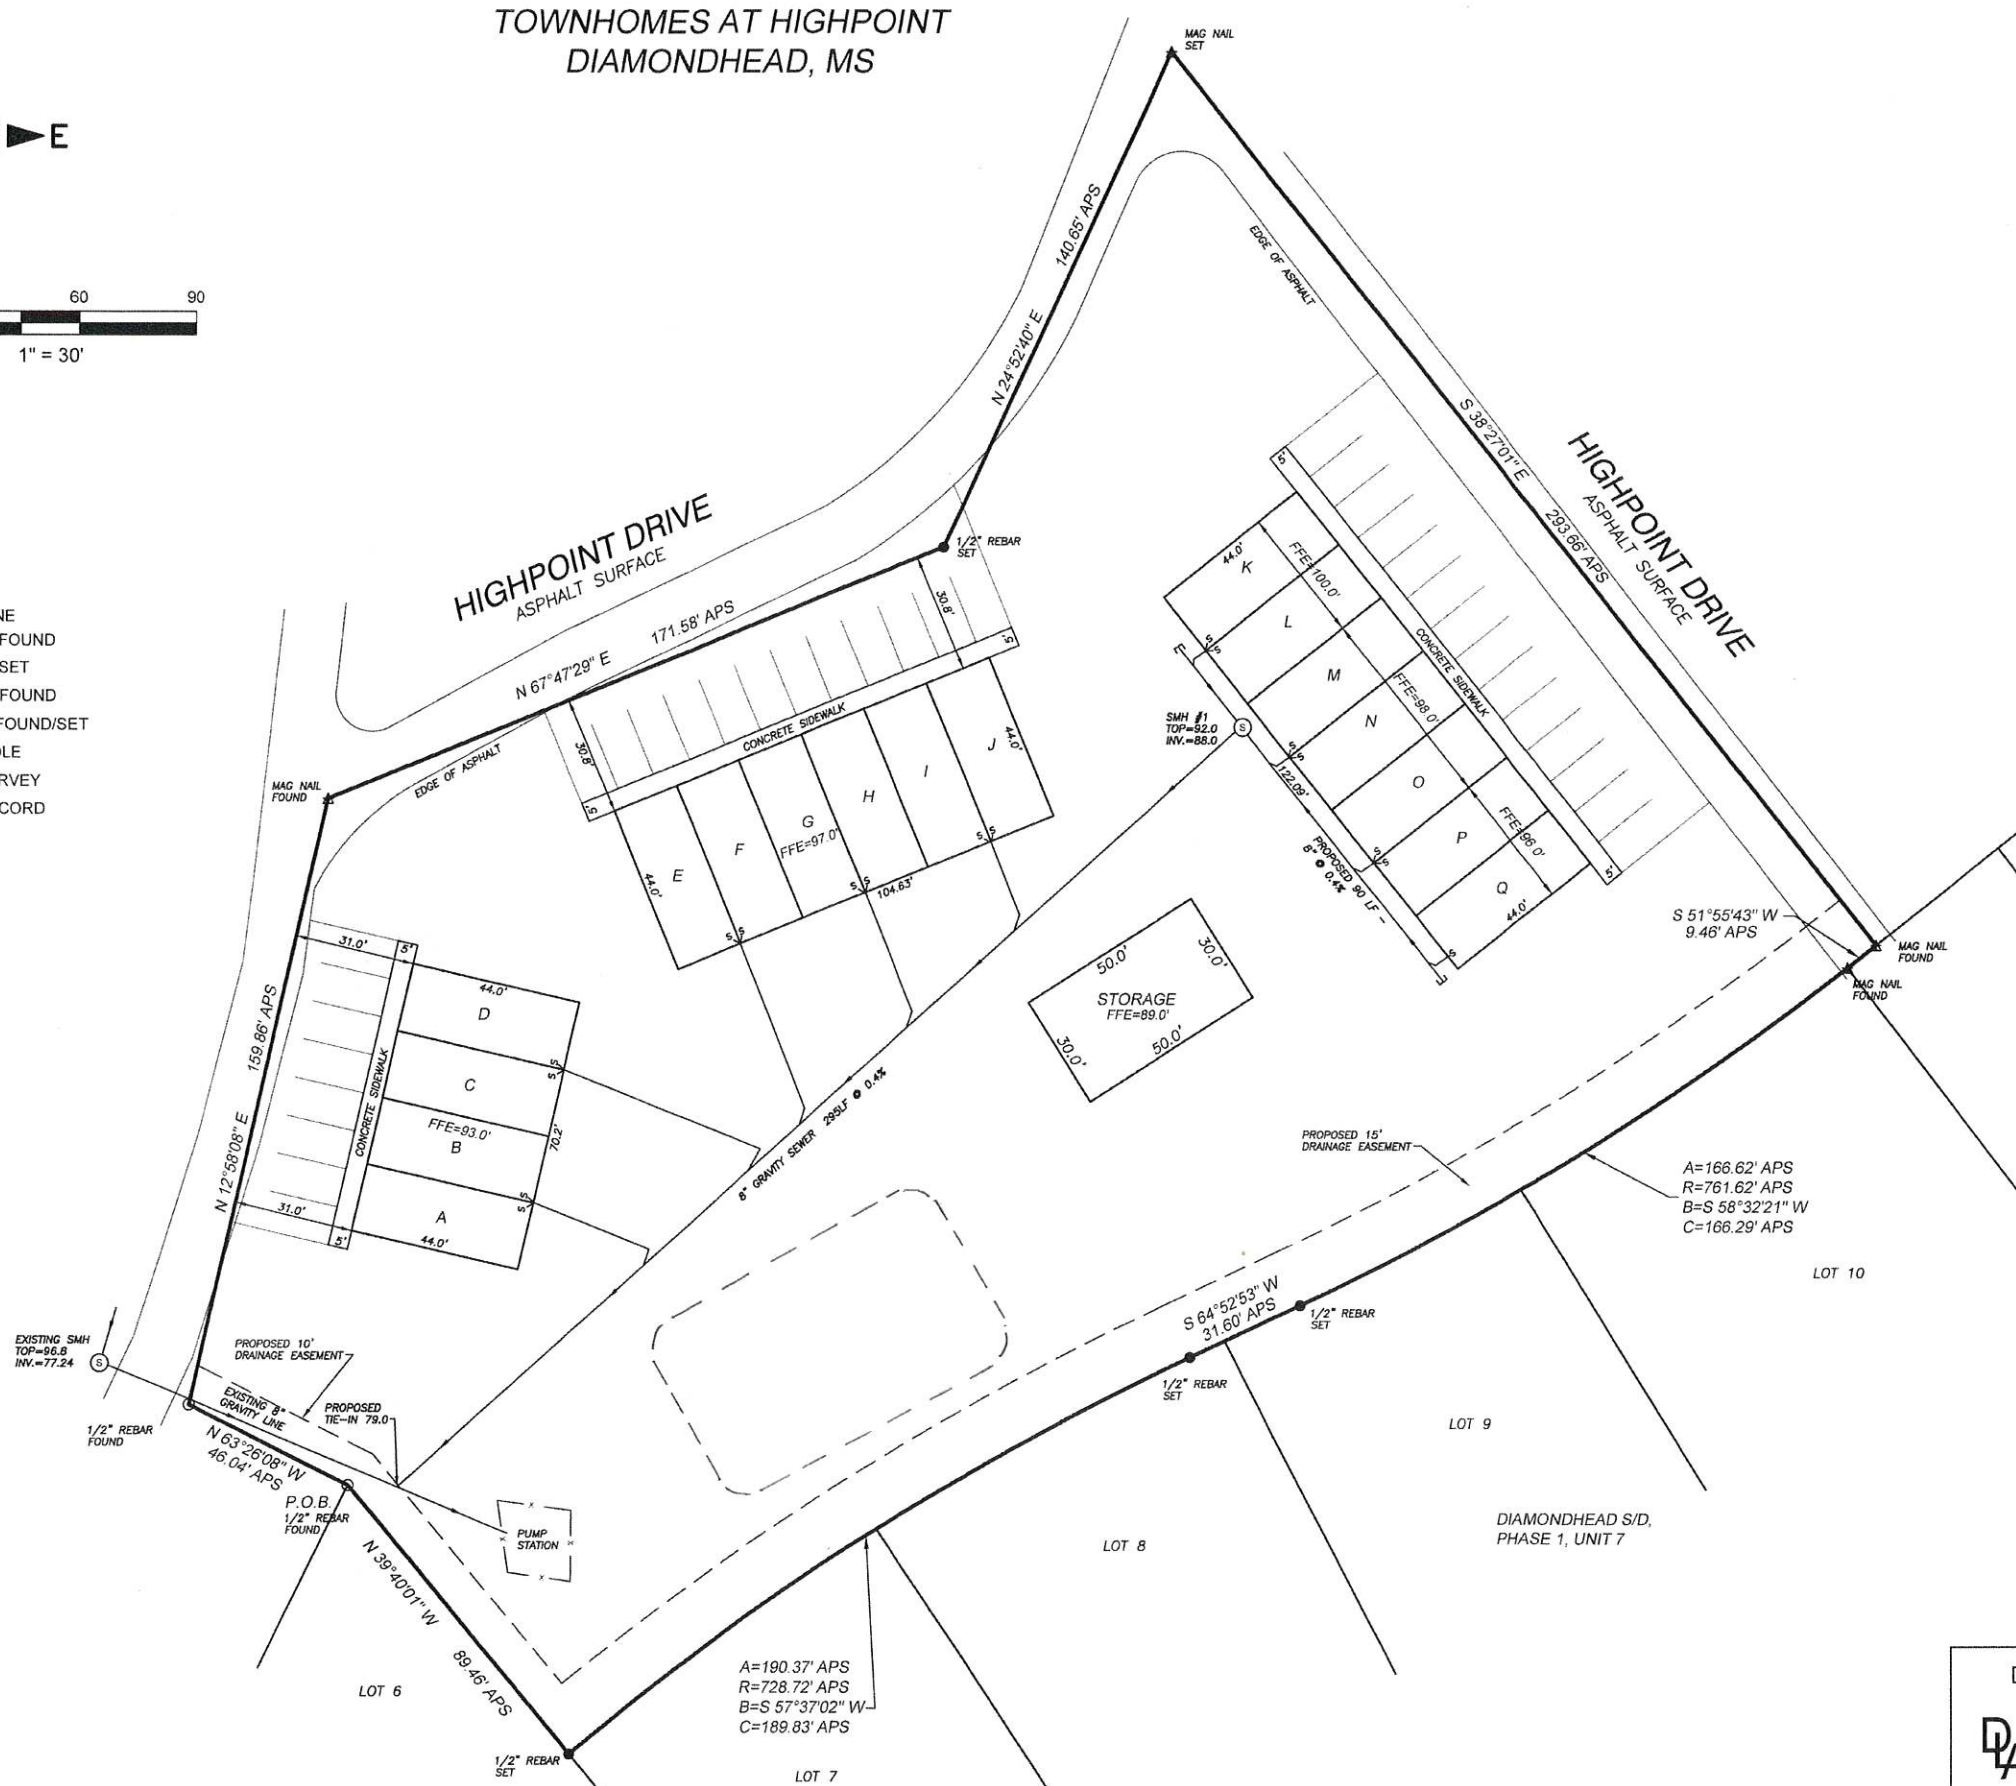 TOWNHOMES AT HIGHPOINT
DIAMONDHEAD, MS
MAG NAIL
SET
E
60
90
1" = 30'
140.65' APS
N 24°52'40" E
EDGE OF ASPHALT
S 38°27'01" E
293.66' APS
HIGHPOINT DRIVE
ASPHALT SURFACE
HIGHPOINT DRIVE
ASPHALT SURFACE
171.58' APS
N 67°47'29" E
1/2" REBAR
SET
30.8'
5'
FOUND
SET
FOUND
FOUND/SET
MAG NAIL
FOUND
EDGE OF ASPHALT
30.8'
5'
CONCRETE SIDEWALK
E
F
G
FFE=97.0'
H
I
J
44.0'
44.0'
104.63'
S
S
S
S
S
S
5'
44.0'
K
FFE=100.0'
L
M
FFE=98.0'
N
O
P
FFE=96.0'
Q
44.0'
CONCRETE SIDEWALK
5'
S
S
S
S
S
S
S
SMH #1
TOP=92.0
INV.=88.0
S
122.09'
PROPOSED 90 LF -
8" @ 0.4%
S 51°55'43" W
9.46' APS
MAG NAIL
FOUND
MAG NAIL
FOUND
50.0'
30.0'
STORAGE
FFE=89.0'
30.0'
50.0'
159.86' APS
N 12°58'08" E
31.0'
5'
44.0'
D
C
FFE=93.0'
B
A
70.2'
CONCRETE SIDEWALK
31.0'
5'
44.0'
S
S
S
S
8" GRAVITY SEWER 295LF @ 0.4%
PROPOSED 15'
DRAINAGE EASEMENT
A=166.62' APS
R=761.62' APS
B=S 58°32'21" W
C=166.29' APS
LOT 10
S 64°52'53" W
31.60' APS
1/2" REBAR
SET
1/2" REBAR
SET
EXISTING SMH
TOP=96.8
INV.=77.24
S
PROPOSED 10'
DRAINAGE EASEMENT
EXISTING 8"
GRAVITY LINE
PROPOSED
TIE-IN 79.0
1/2" REBAR
FOUND
N 63°26'08" W
46.04' APS
P.O.B.
1/2" REBAR
FOUND
PUMP
STATION
LOT 9
DIAMONDHEAD S/D,
PHASE 1, UNIT 7
LOT 8
N 39°40'01" W
89.46' APS
A=190.37' APS
R=728.72' APS
B=S 57°37'02" W
C=189.83' APS
LOT 6
1/2" REBAR
SET
LOT 7